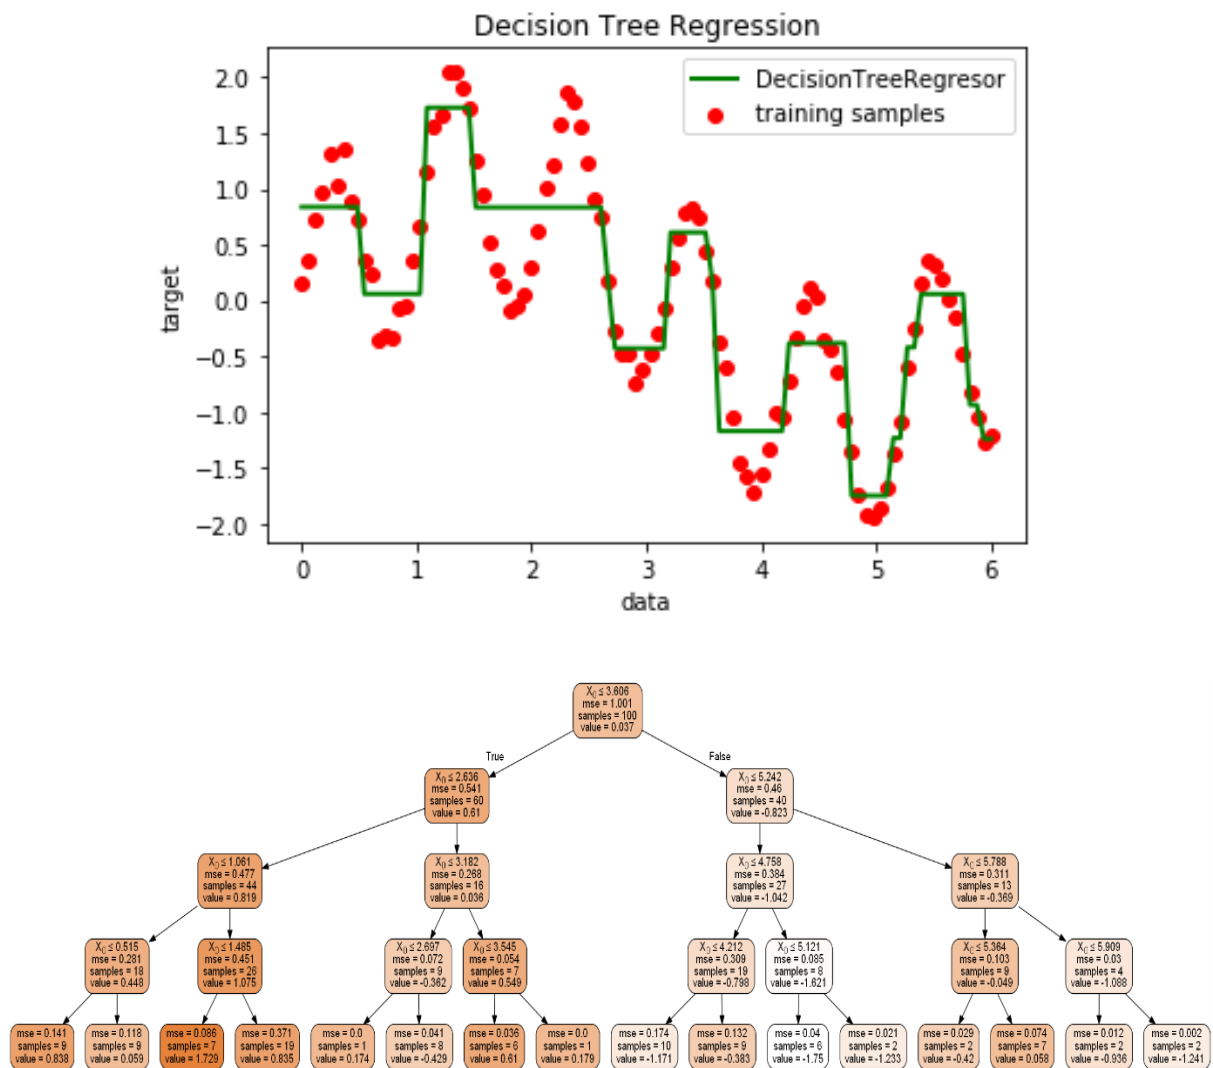 Decision Tree Regression
DecisionTreeRegresor
training samples
2.0
1.5
1.0
0.5
0.0
−0.5
−1.0
−1.5
−2.0
target
0 1 2 3 4 5 6
data
X0 ≤ 3.606
mse = 1.001
samples = 100
value = 0.037
True
False
X0 ≤ 2.636
mse = 0.541
samples = 60
value = 0.61
X0 ≤ 5.242
mse = 0.46
samples = 40
value = -0.823
X0 ≤ 1.061
mse = 0.477
samples = 44
value = 0.819
X0 ≤ 3.182
mse = 0.268
samples = 16
value = 0.036
X0 ≤ 4.758
mse = 0.384
samples = 27
value = -1.042
X0 ≤ 5.788
mse = 0.311
samples = 13
value = -0.369
X0 ≤ 0.515
mse = 0.281
samples = 18
value = 0.448
X0 ≤ 1.485
mse = 0.451
samples = 26
value = 1.075
X0 ≤ 2.697
mse = 0.072
samples = 9
value = -0.362
X0 ≤ 3.545
mse = 0.054
samples = 7
value = 0.549
X0 ≤ 4.212
mse = 0.309
samples = 19
value = -0.798
X0 ≤ 5.121
mse = 0.085
samples = 8
value = -1.621
X0 ≤ 5.364
mse = 0.103
samples = 9
value = -0.049
X0 ≤ 5.909
mse = 0.03
samples = 4
value = -1.088
mse = 0.141
samples = 9
value = 0.838
mse = 0.118
samples = 9
value = 0.059
mse = 0.086
samples = 7
value = 1.729
mse = 0.371
samples = 19
value = 0.835
mse = 0.0
samples = 1
value = 0.174
mse = 0.041
samples = 8
value = -0.429
mse = 0.036
samples = 6
value = 0.61
mse = 0.0
samples = 1
value = 0.179
mse = 0.174
samples = 10
value = -1.171
mse = 0.132
samples = 9
value = -0.383
mse = 0.04
samples = 6
value = -1.75
mse = 0.021
samples = 2
value = -1.233
mse = 0.029
samples = 2
value = -0.42
mse = 0.074
samples = 7
value = 0.058
mse = 0.012
samples = 2
value = -0.936
mse = 0.002
samples = 2
value = -1.241